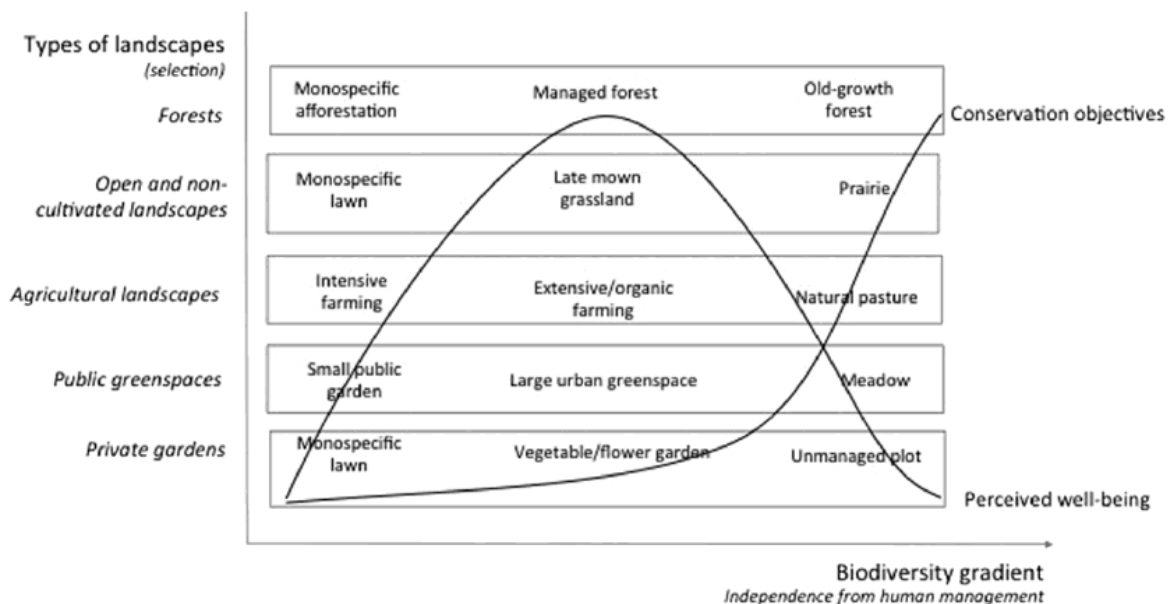 Types of landscapes
(selection)
Forests
Monospecific
afforestation
Managed forest
Old-growth
forest
Conservation objectives
Open and non-
cultivated landscapes
Monospecific
lawn
Late mown
grassland
Prairie
Agricultural landscapes
Intensive
farming
Extensive/organic
farming
Natural pasture
Public greenspaces
Small public
garden
Large urban greenspace
Meadow
Private gardens
Monospecific
lawn
Vegetable/flower garden
Unmanaged plot
Perceived well-being
Biodiversity gradient
Independence from human management